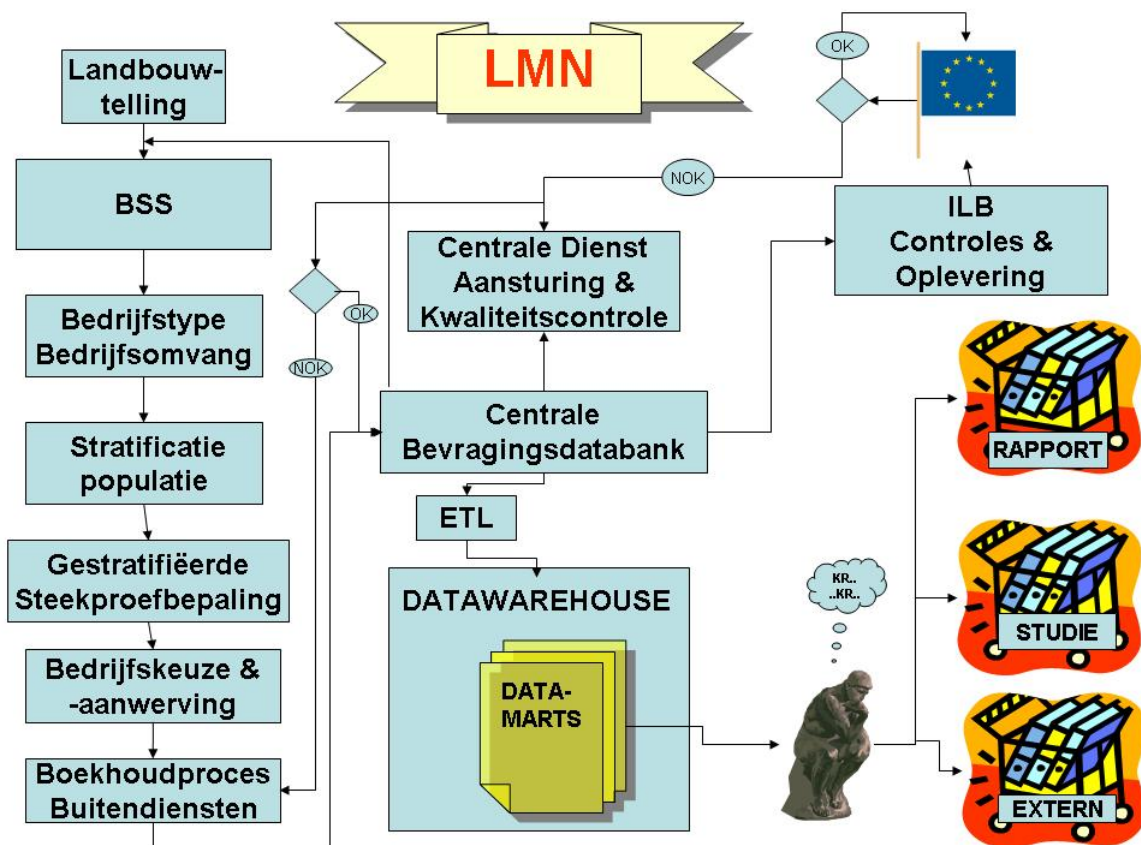 LMN
OK
Landbouw-
telling
BSS
NOK
ILB
Controles &
Oplevering
Centrale Dienst
Aansturing &
Kwaliteitscontrole
OK
NOK
Bedrijfstype
Bedrijfsomvang
Centrale
Bevragingsdatabank
RAPPORT
Stratificatie
populatie
ETL
Gestratifiëerde
Steekproefbepaling
DATAWAREHOUSE
KR..
..KR..
STUDIE
Bedrijfskeuze &
-aanwerving
DATA-
MARTS
Boekhoudproces
Buitendiensten
EXTERN